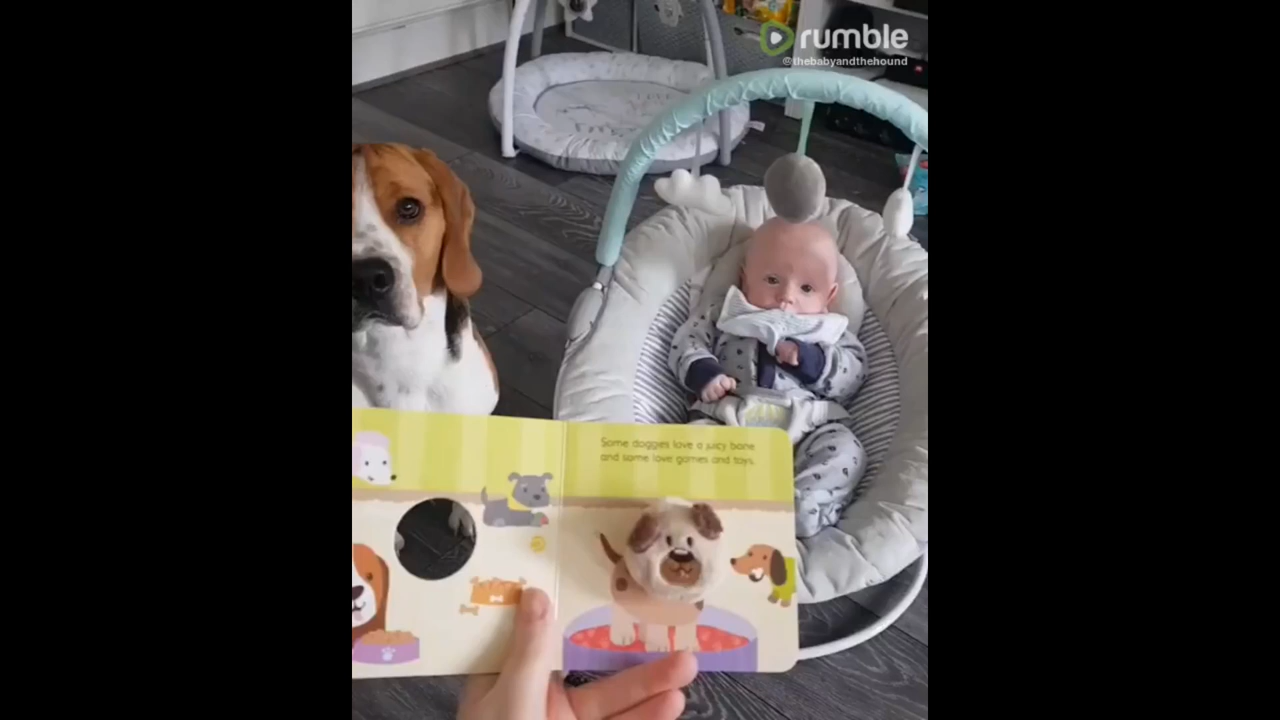 rumble
@thebabyandthehound
Some doggies love a juicy bone
and some love games and toys.